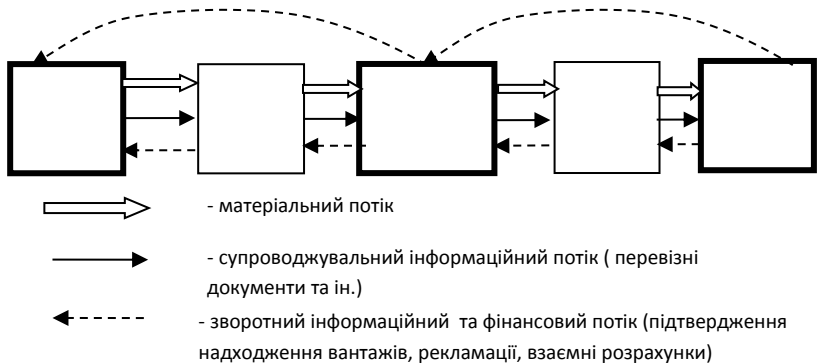 - матеріальний потік
- супроводжувальний інформаційний потік ( перевізні
документи та ін.)
- зворотний інформаційний та фінансовий потік (підтвердження
надходження вантажів, рекламації, взаємні розрахунки)